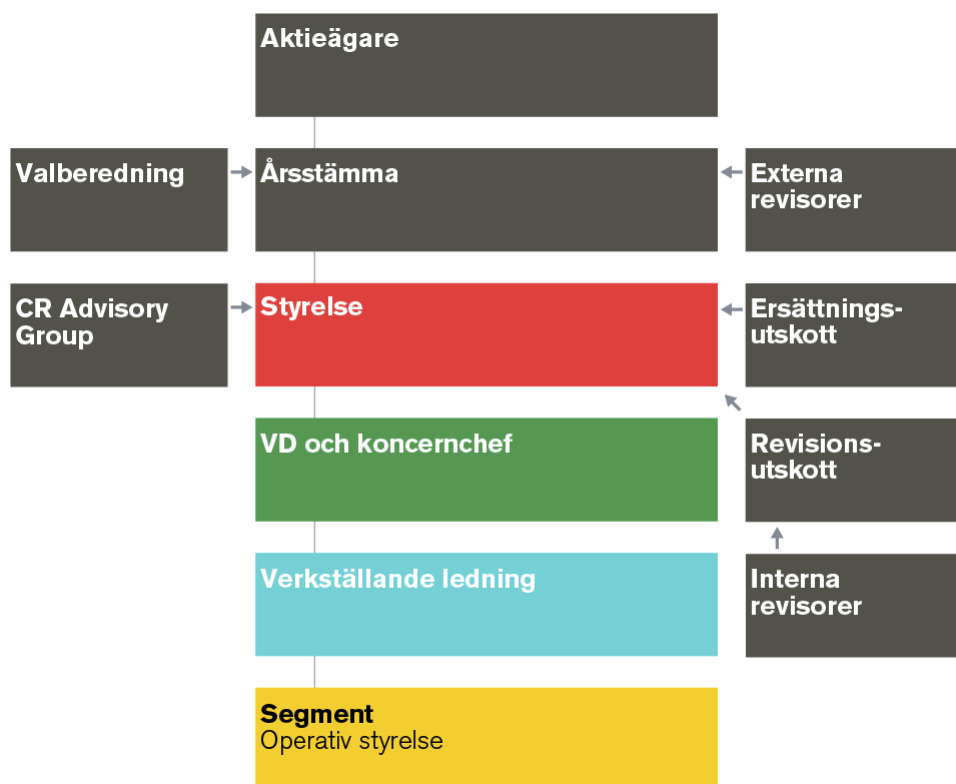 Aktieägare
Valberedning
Årsstämma
Externa
revisorer
CR Advisory
Group
Styrelse
Ersättnings-
utskott
VD och koncernchef
Revisions-
utskott
Verkställande ledning
Interna
revisorer
Segment
Operativ styrelse